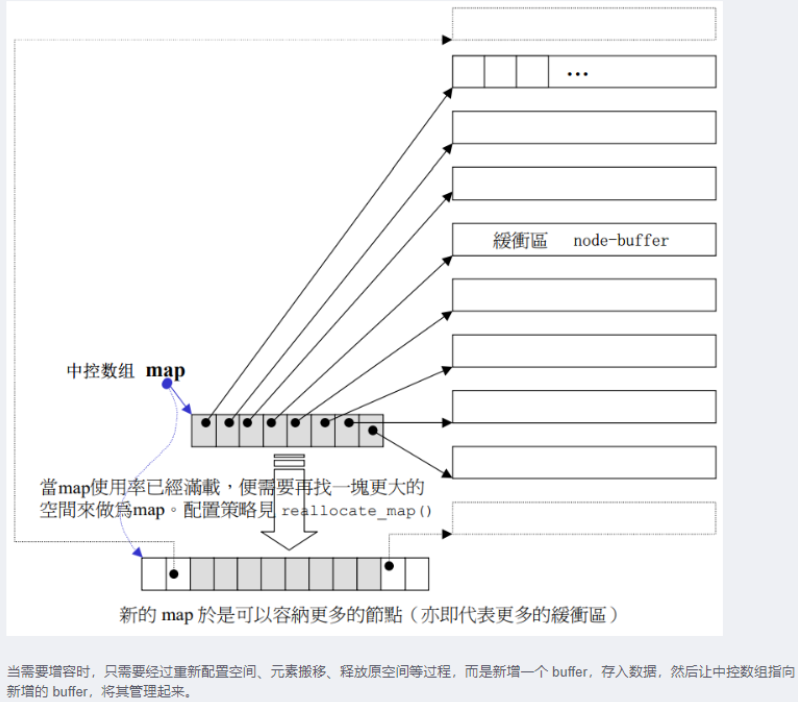 ...
緩衝區 node-buffer
中控数组 map
當map使用率已經滿載，便需要再找一塊更大的
空間來做爲map。配置策略見 reallocate_map()
新的 map 於是可以容納更多的節點（亦即代表更多的緩衝區）
当需要增容时，只需要经过重新配置空间、元素搬移、释放原空间等过程，而是新增一个 buffer，存入数据，然后让中控数组指向
新增的 buffer，将其管理起来。